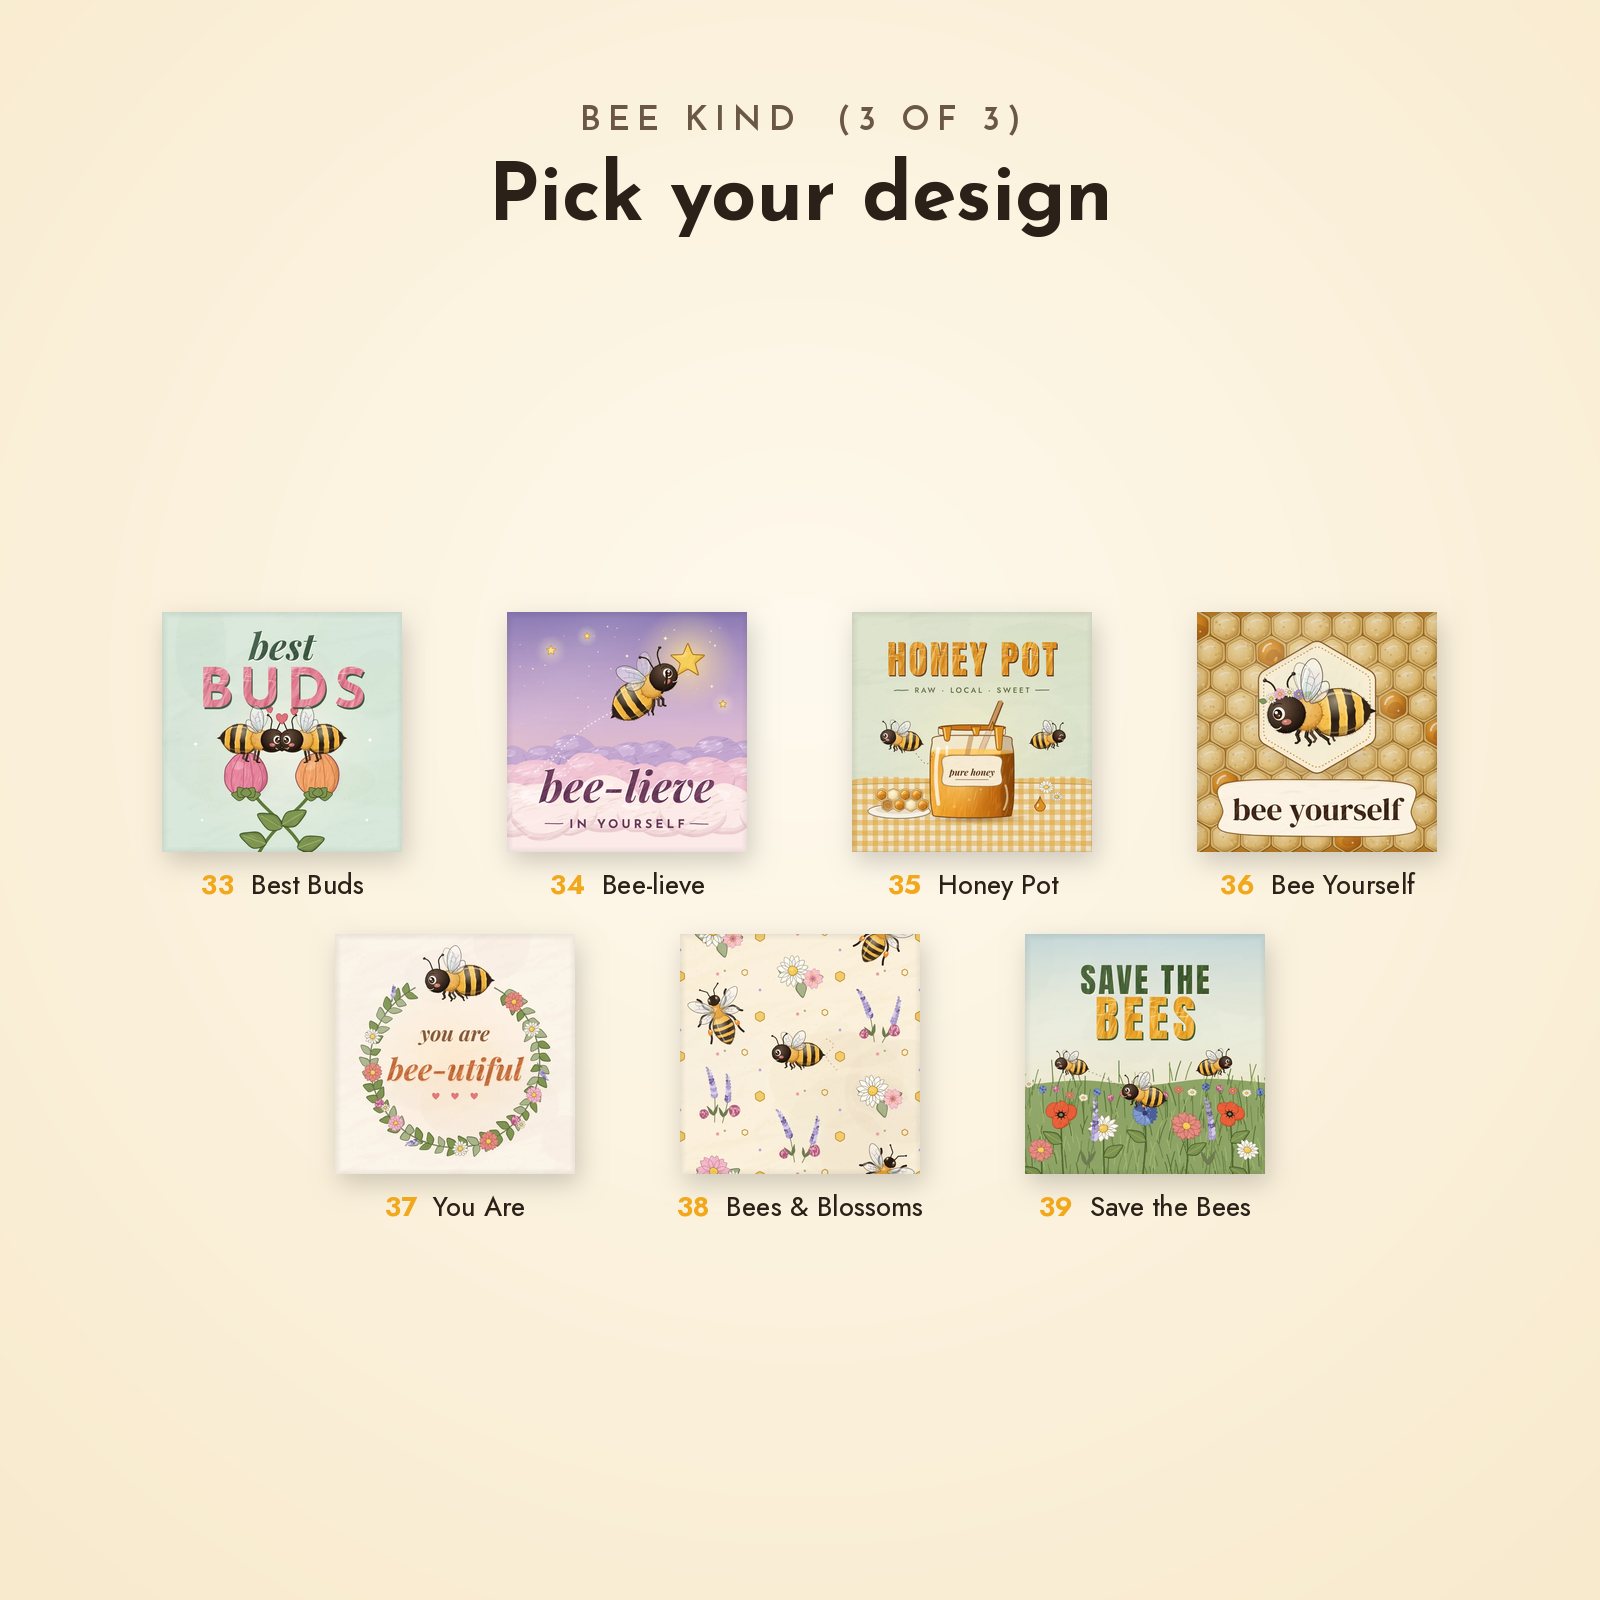 BEE KIND (3 OF 3)
Pick your design
best
BUDS
bee-lieve
IN YOURSELF
HONEY POT
RAW · LOCAL · SWEET
pure honey
bee yourself
33 Best Buds
34 Bee-lieve
35 Honey Pot
36 Bee Yourself
you are
bee-utiful
SAVE THE
BEES
37 You Are
38 Bees & Blossoms
39 Save the Bees